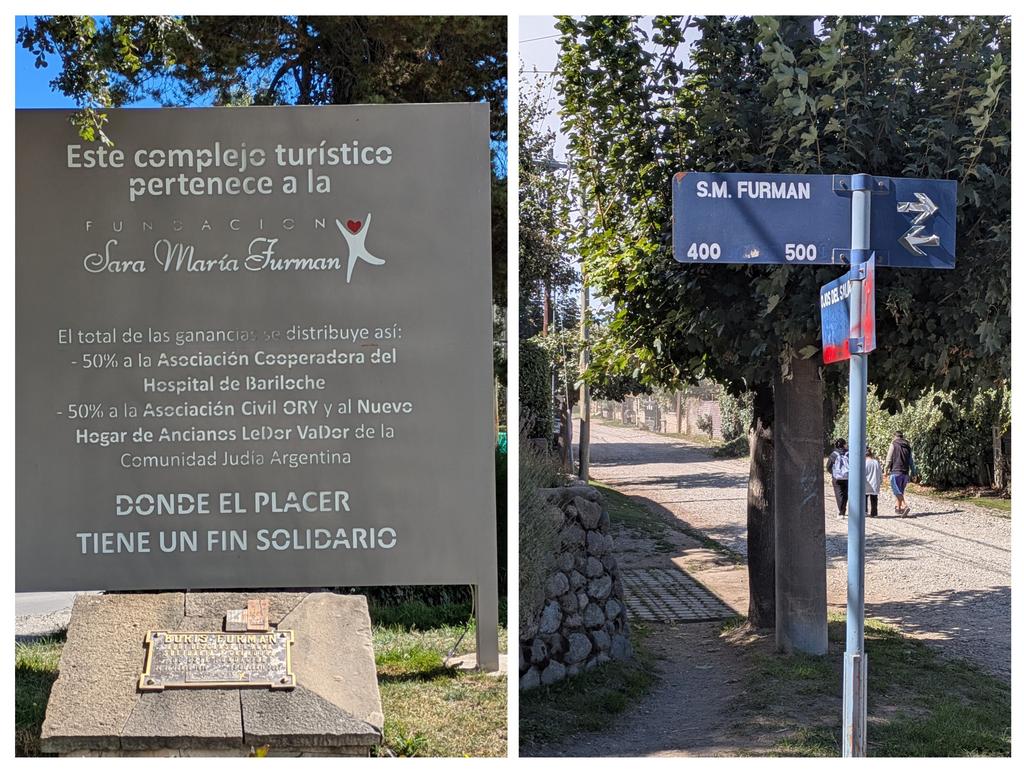 Este complejo turístico
pertenece a la
FUNDACION
Sara María Furman
El total de las ganancias se distribuye así:
- 50% a la Asociación Cooperadora del
Hospital de Bariloche
- 50% a la Asociación Civil ORY y al Nuevo
Hogar de Ancianos LeDor VaDor de la
Comunidad Judía Argentina
DONDE EL PLACER
TIENE UN FIN SOLIDARIO
BORIS FURMAN
S.M. FURMAN
400 500
OJOS DEL